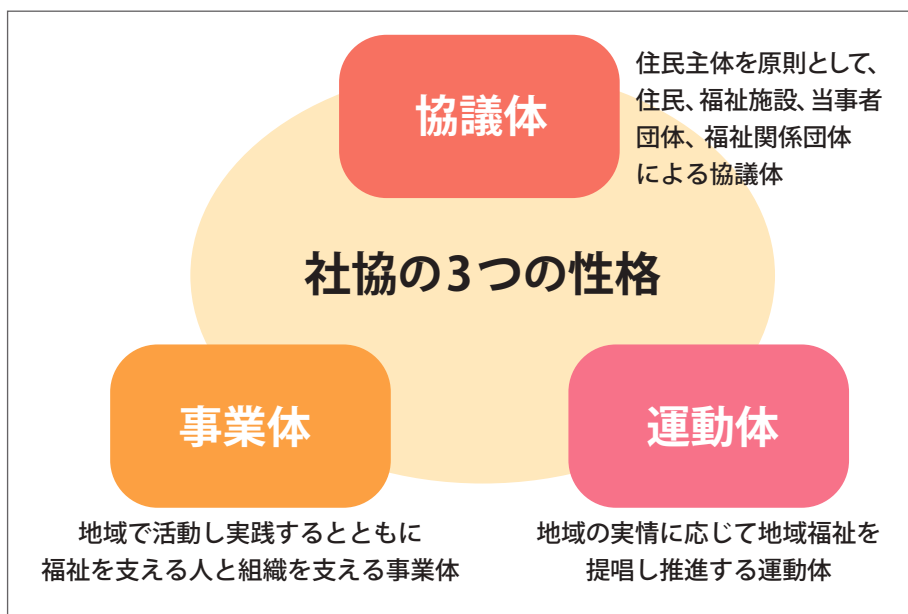 協議体
住民主体を原則として、
住民、福祉施設、当事者
団体、福祉関係団体
による協議体
社協の3つの性格
事業体
地域で活動し実践するとともに
福祉を支える人と組織を支える事業体
運動体
地域の実情に応じて地域福祉を
提唱し推進する運動体